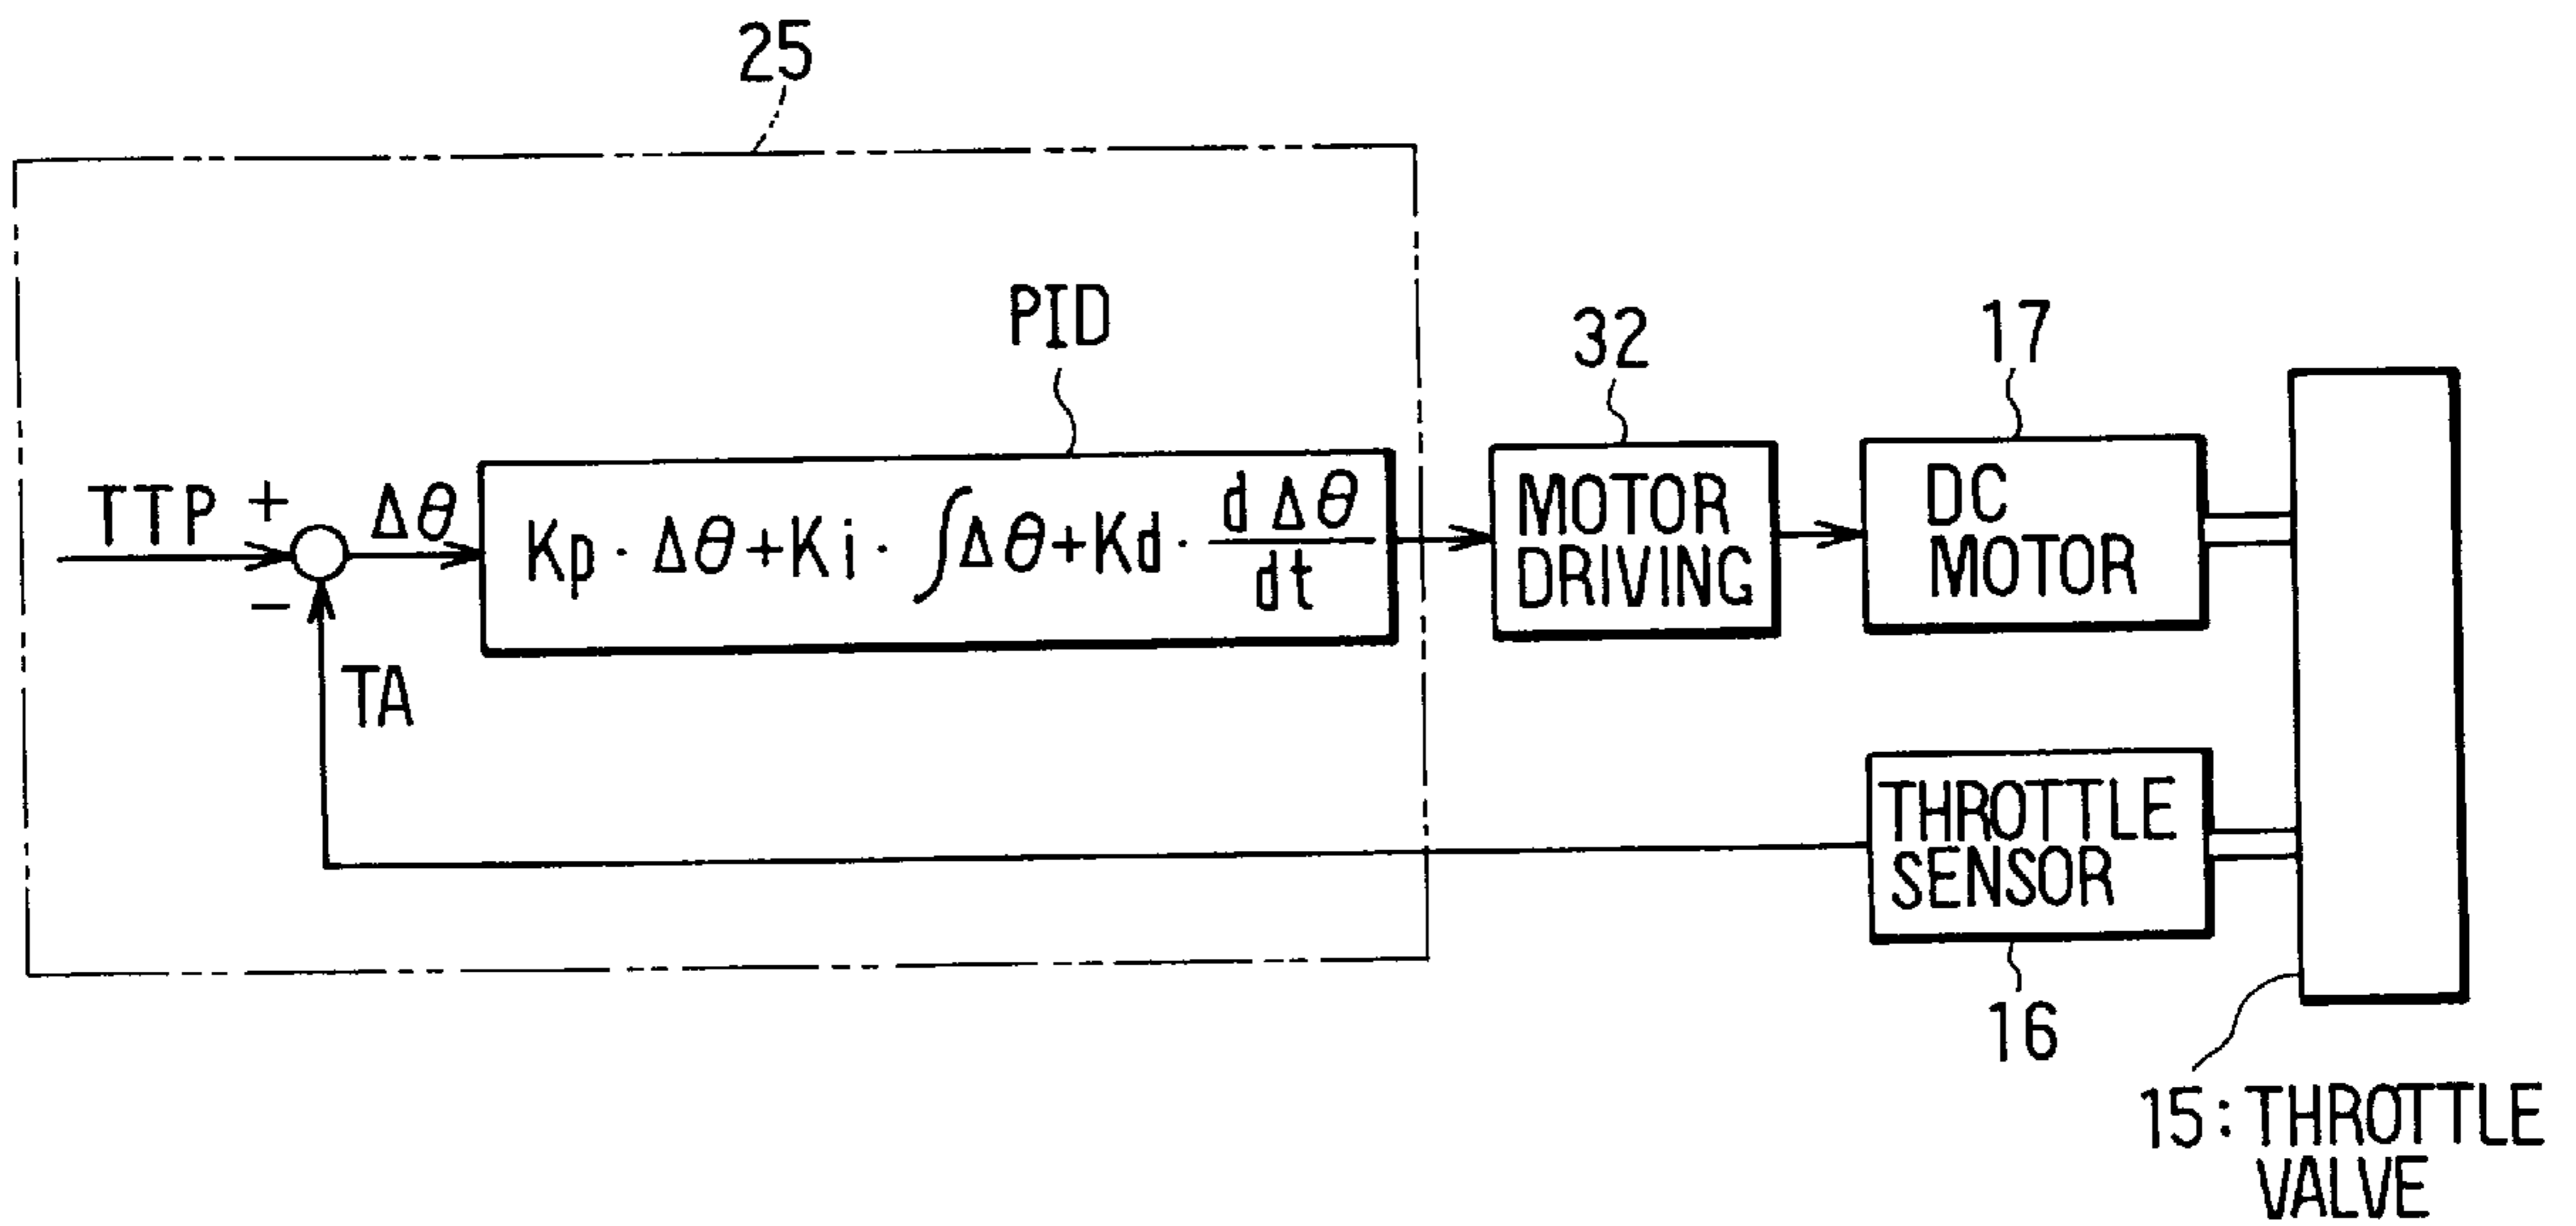 25
PID
32
17
TTP + Δθ
Kp · Δθ + Ki · ∫Δθ + Kd · dΔθ/dt
MOTOR
DRIVING
DC
MOTOR
−
TA
THROTTLE
SENSOR
16
15: THROTTLE
VALVE